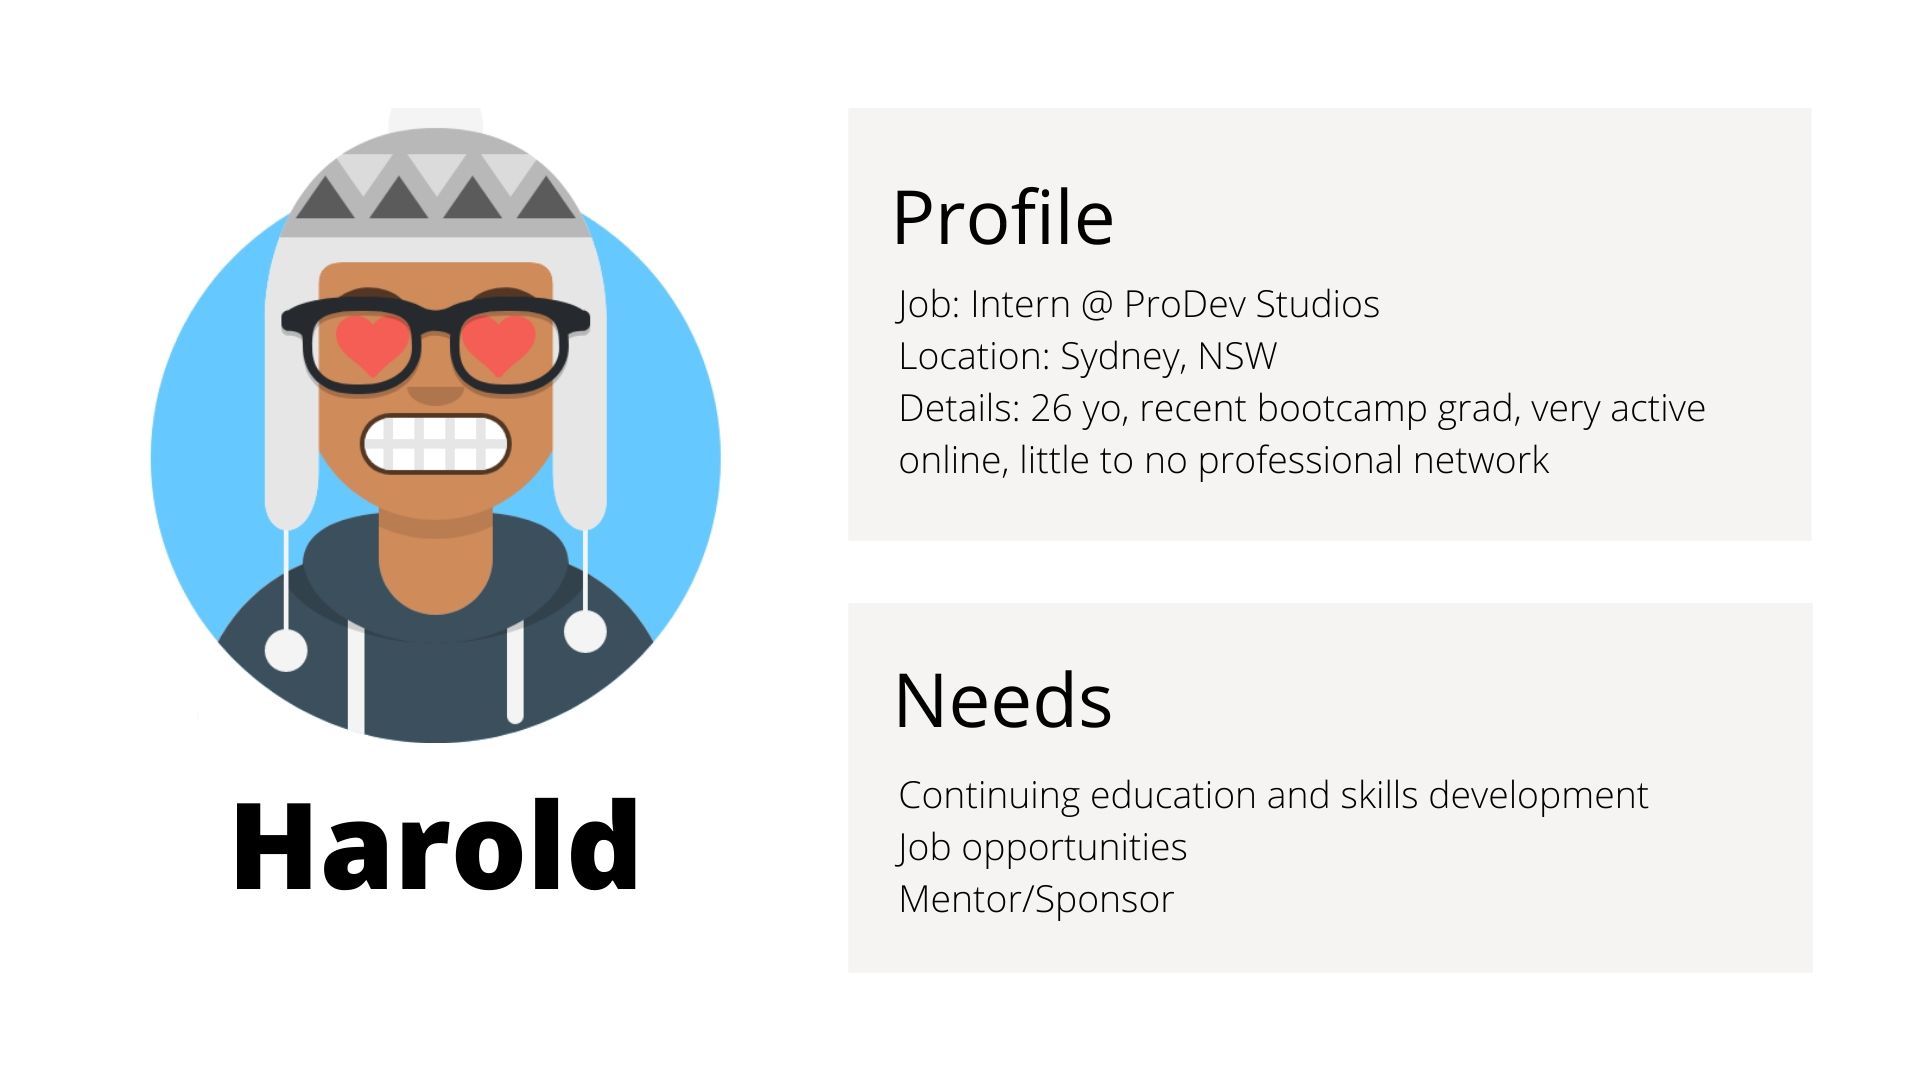 Profile
Job: Intern @ ProDev Studios
Location: Sydney, NSW
Details: 26 yo, recent bootcamp grad, very active
online, little to no professional network
Needs
Continuing education and skills development
Job opportunities
Mentor/Sponsor
Harold